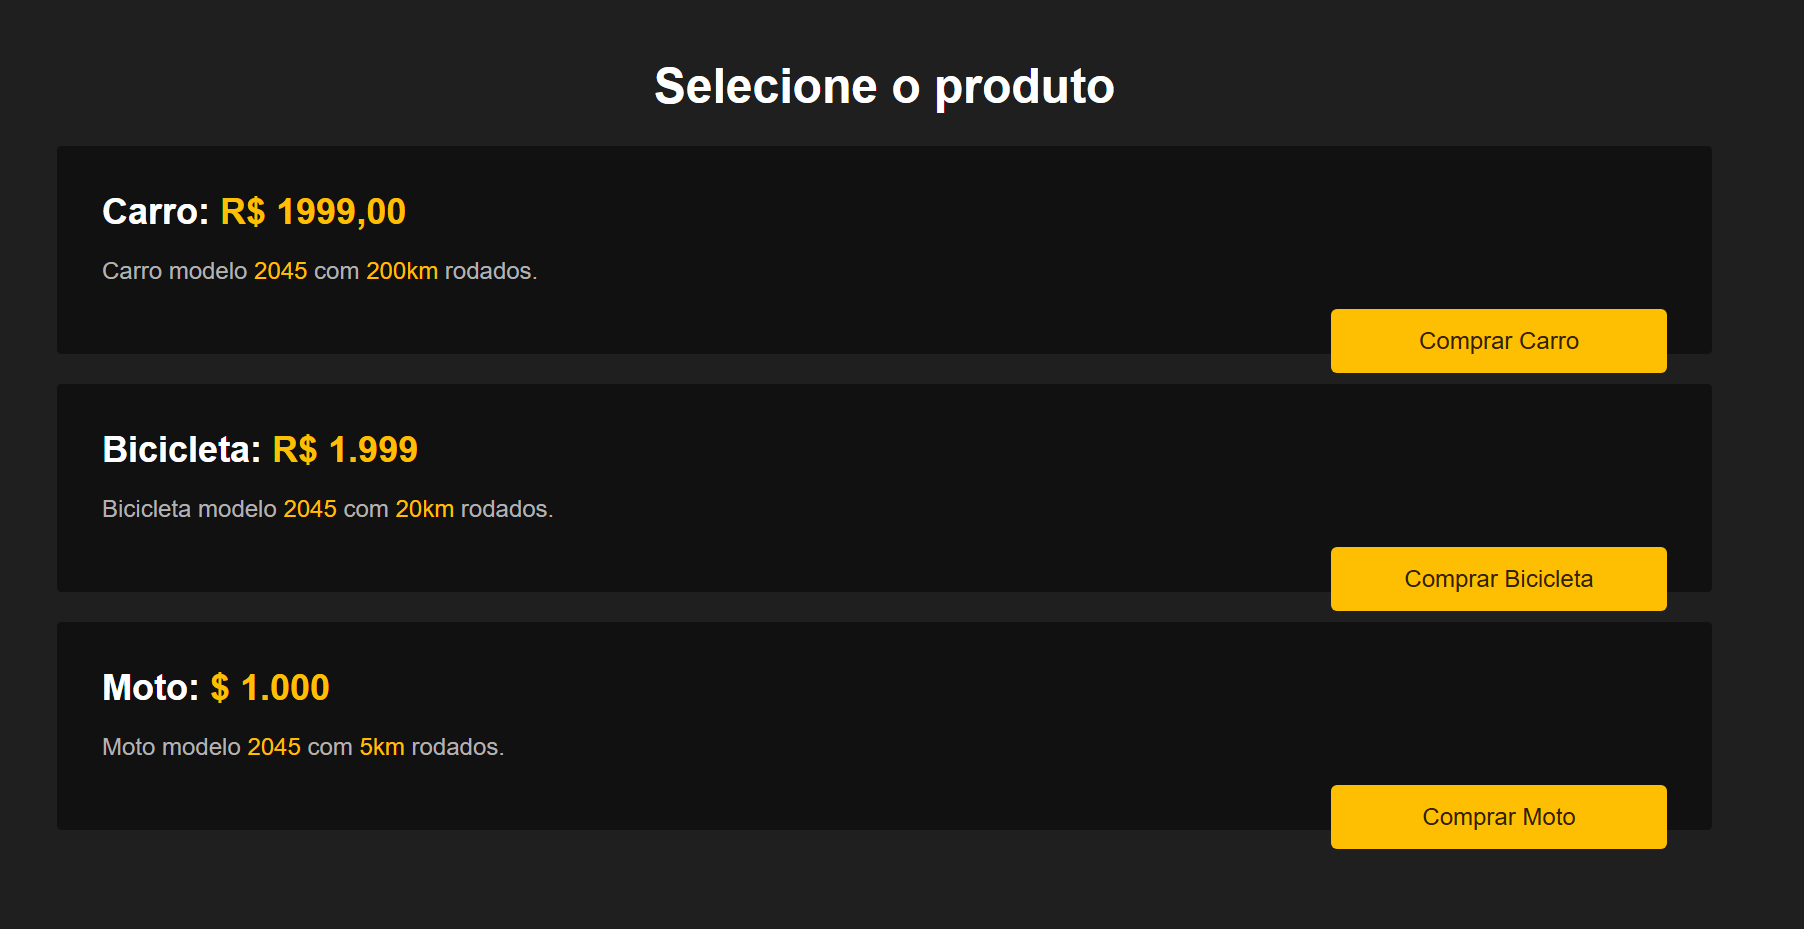 Selecione o produto
Carro: R$ 1999,00
Carro modelo 2045 com 200km rodados.
Comprar Carro
Bicicleta: R$ 1.999
Bicicleta modelo 2045 com 20km rodados.
Comprar Bicicleta
Moto: $ 1.000
Moto modelo 2045 com 5km rodados.
Comprar Moto